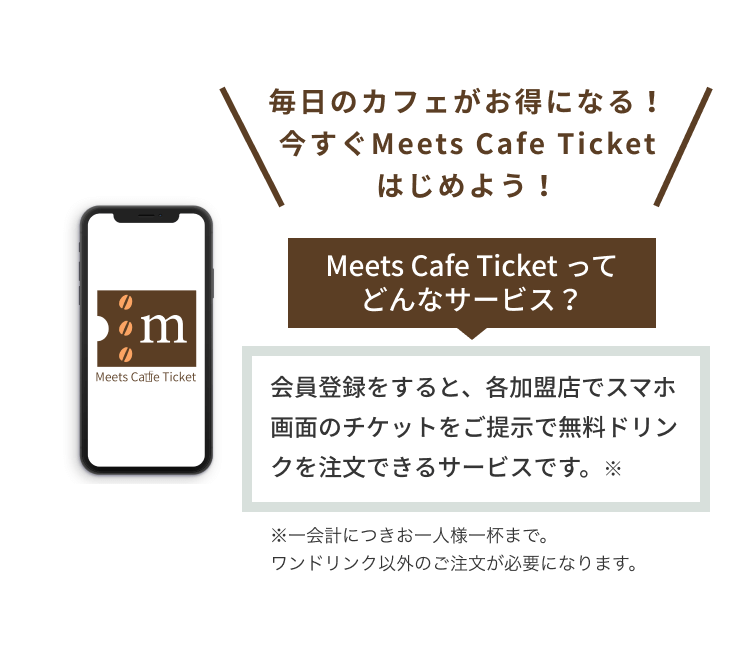 毎日のカフェがお得になる！
今すぐMeets Cafe Ticket
はじめよう！
m
Meets Cafe Ticket
Meets Cafe Ticket って
どんなサービス？
会員登録をすると、各加盟店でスマホ
画面のチケットをご提示で無料ドリン
クを注文できるサービスです。※
※一会計につきお一人様一杯まで。
ワンドリンク以外のご注文が必要になります。